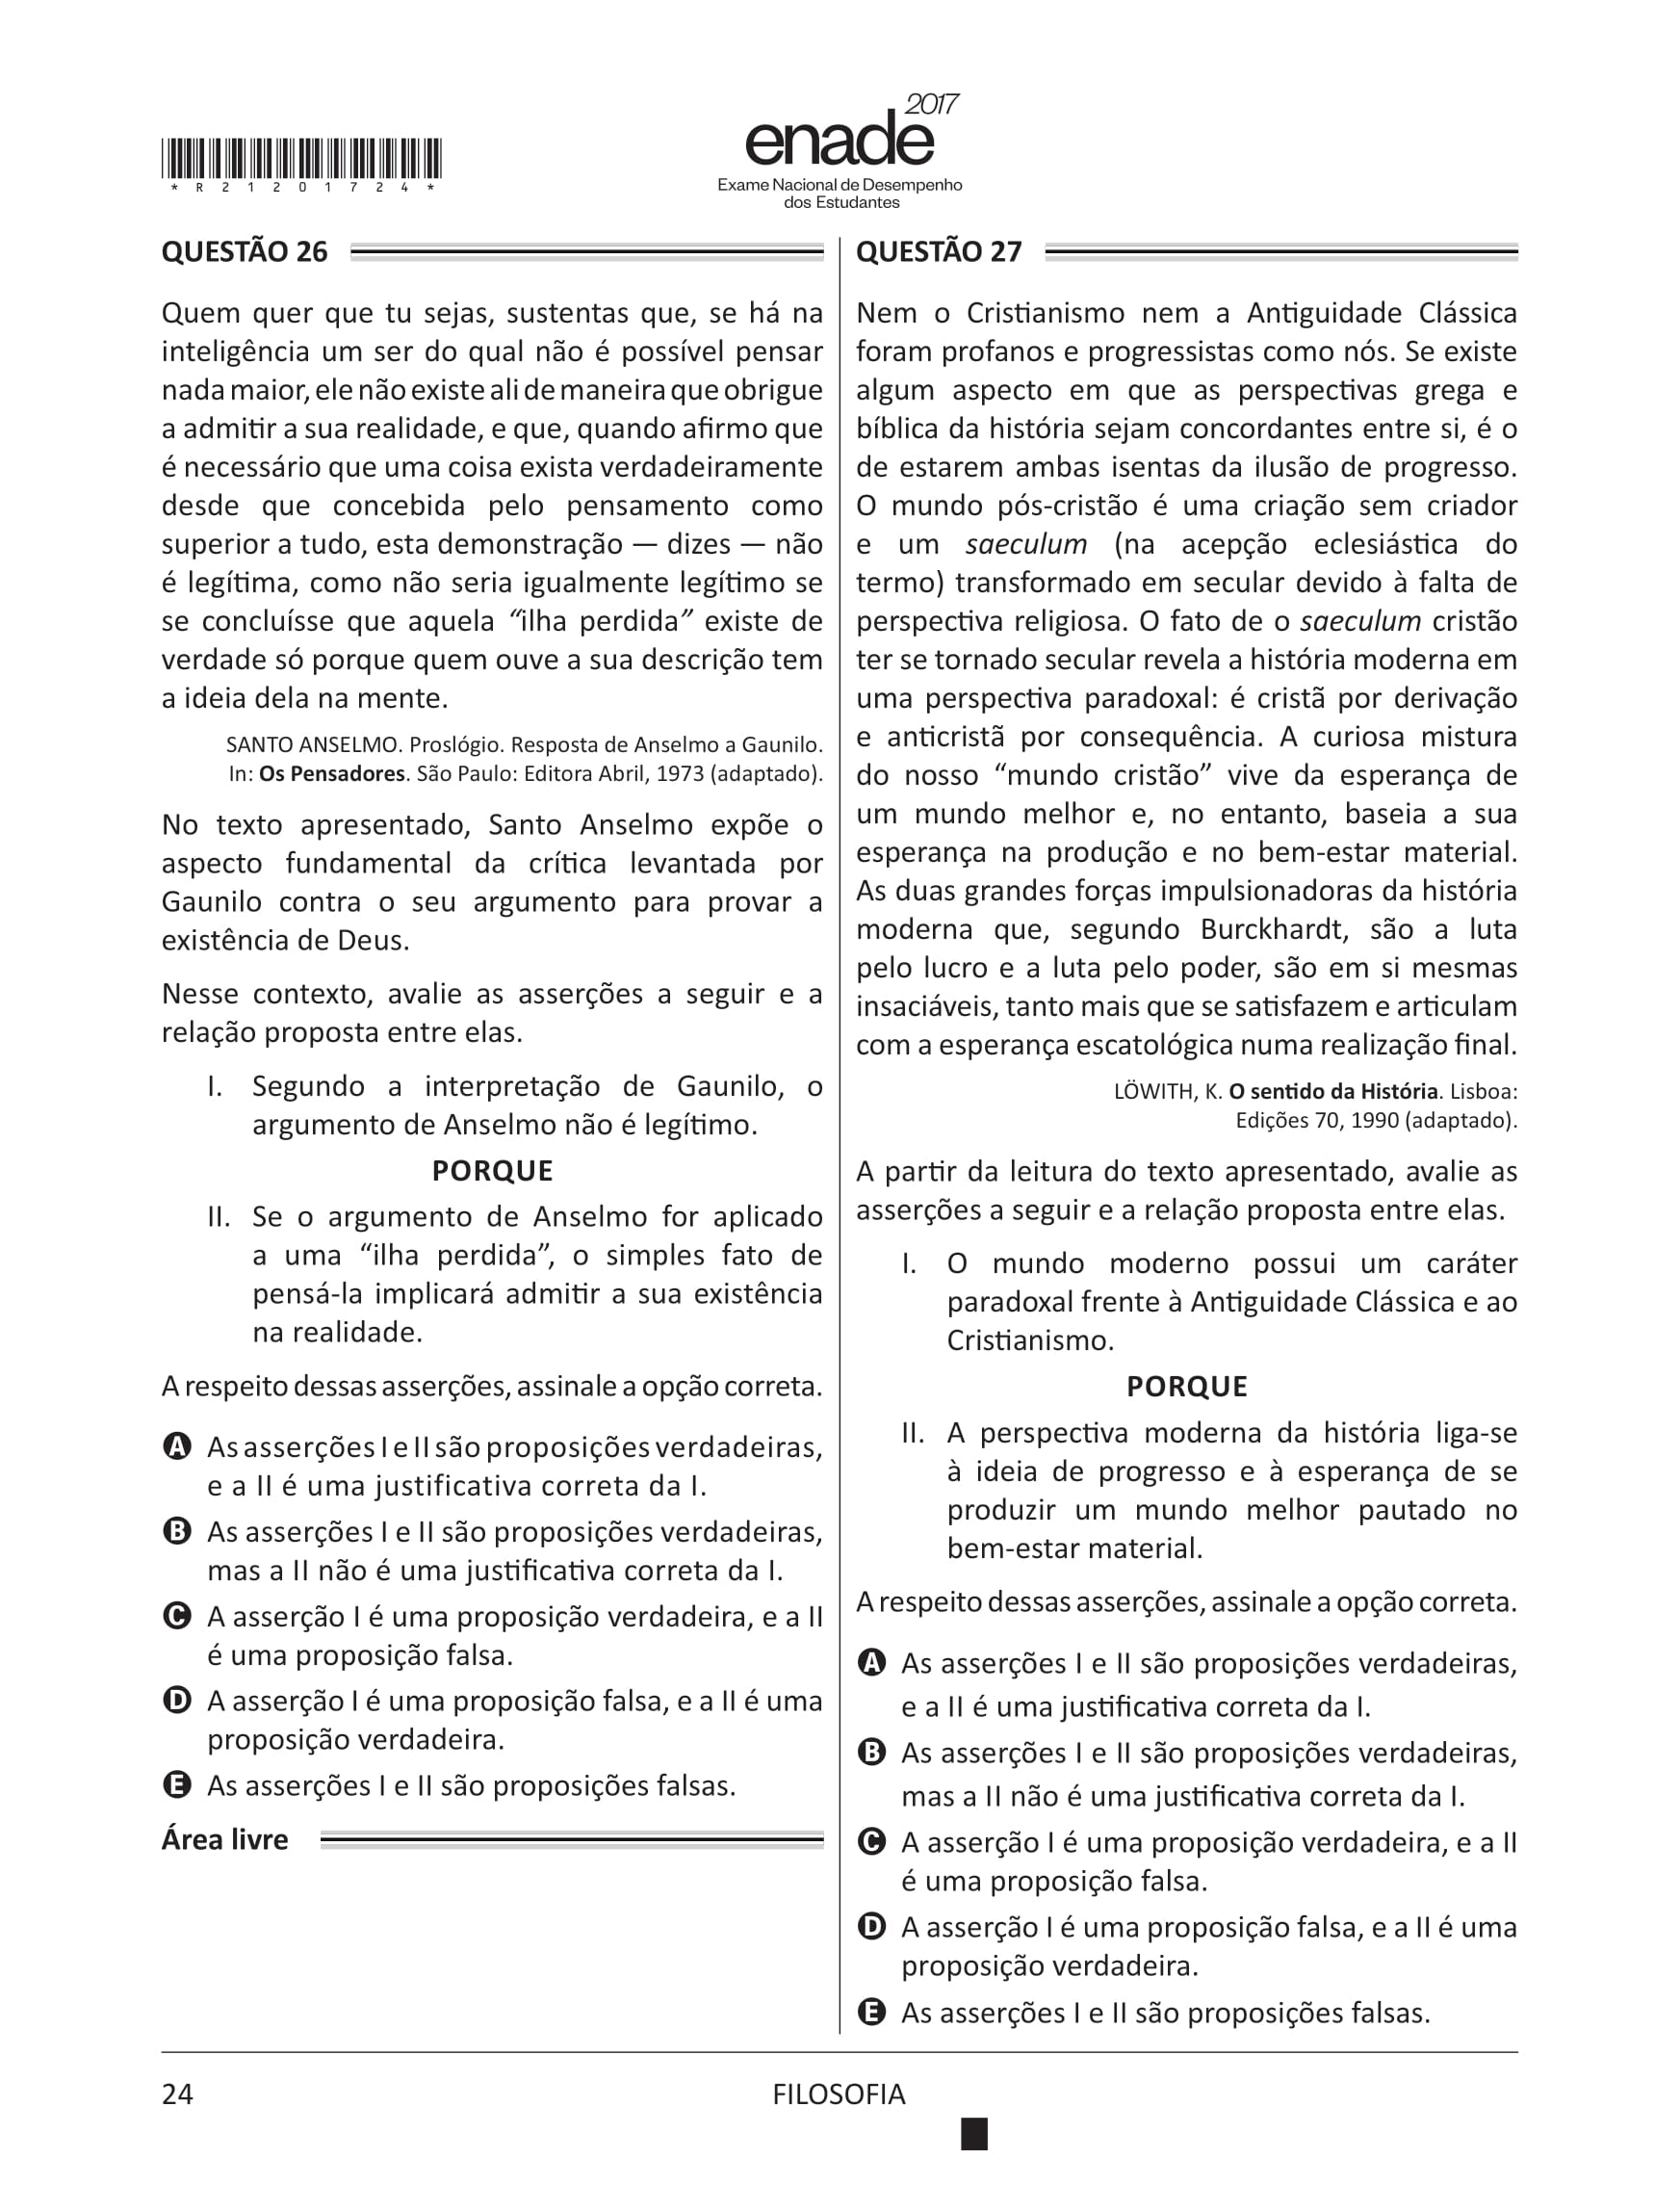 *R21201724*
enade 2017
Exame Nacional de Desempenho
dos Estudantes
QUESTÃO 26
Quem quer que tu sejas, sustentas que, se há na
inteligência um ser do qual não é possível pensar
nada maior, ele não existe ali de maneira que obrigue
a admitir a sua realidade, e que, quando afirmo que
é necessário que uma coisa exista verdadeiramente
desde que concebida pelo pensamento como
superior a tudo, esta demonstração — dizes — não
é legítima, como não seria igualmente legítimo se
se concluísse que aquela “ilha perdida” existe de
verdade só porque quem ouve a sua descrição tem
a ideia dela na mente.
SANTO ANSELMO. Proslógio. Resposta de Anselmo a Gaunilo.
In: Os Pensadores. São Paulo: Editora Abril, 1973 (adaptado).
No texto apresentado, Santo Anselmo expõe o
aspecto fundamental da crítica levantada por
Gaunilo contra o seu argumento para provar a
existência de Deus.
Nesse contexto, avalie as asserções a seguir e a
relação proposta entre elas.
I. Segundo a interpretação de Gaunilo, o
argumento de Anselmo não é legítimo.
PORQUE
II. Se o argumento de Anselmo for aplicado
a uma “ilha perdida”, o simples fato de
pensá-la implicará admitir a sua existência
na realidade.
A respeito dessas asserções, assinale a opção correta.
A As asserções I e II são proposições verdadeiras,
e a II é uma justificativa correta da I.
B As asserções I e II são proposições verdadeiras,
mas a II não é uma justificativa correta da I.
C A asserção I é uma proposição verdadeira, e a II
é uma proposição falsa.
D A asserção I é uma proposição falsa, e a II é uma
proposição verdadeira.
E As asserções I e II são proposições falsas.
Área livre
QUESTÃO 27
Nem o Cristianismo nem a Antiguidade Clássica
foram profanos e progressistas como nós. Se existe
algum aspecto em que as perspectivas grega e
bíblica da história sejam concordantes entre si, é o
de estarem ambas isentas da ilusão de progresso.
O mundo pós-cristão é uma criação sem criador
e um saeculum (na acepção eclesiástica do
termo) transformado em secular devido à falta de
perspectiva religiosa. O fato de o saeculum cristão
ter se tornado secular revela a história moderna em
uma perspectiva paradoxal: é cristã por derivação
e anticristã por consequência. A curiosa mistura
do nosso “mundo cristão” vive da esperança de
um mundo melhor e, no entanto, baseia a sua
esperança na produção e no bem-estar material.
As duas grandes forças impulsionadoras da história
moderna que, segundo Burckhardt, são a luta
pelo lucro e a luta pelo poder, são em si mesmas
insaciáveis, tanto mais que se satisfazem e articulam
com a esperança escatológica numa realização final.
LÖWITH, K. O sentido da História. Lisboa:
Edições 70, 1990 (adaptado).
A partir da leitura do texto apresentado, avalie as
asserções a seguir e a relação proposta entre elas.
I. O mundo moderno possui um caráter
paradoxal frente à Antiguidade Clássica e ao
Cristianismo.
PORQUE
II. A perspectiva moderna da história liga-se
à ideia de progresso e à esperança de se
produzir um mundo melhor pautado no
bem-estar material.
A respeito dessas asserções, assinale a opção correta.
A As asserções I e II são proposições verdadeiras,
e a II é uma justificativa correta da I.
B As asserções I e II são proposições verdadeiras,
mas a II não é uma justificativa correta da I.
C A asserção I é uma proposição verdadeira, e a II
é uma proposição falsa.
D A asserção I é uma proposição falsa, e a II é uma
proposição verdadeira.
E As asserções I e II são proposições falsas.
24
FILOSOFIA